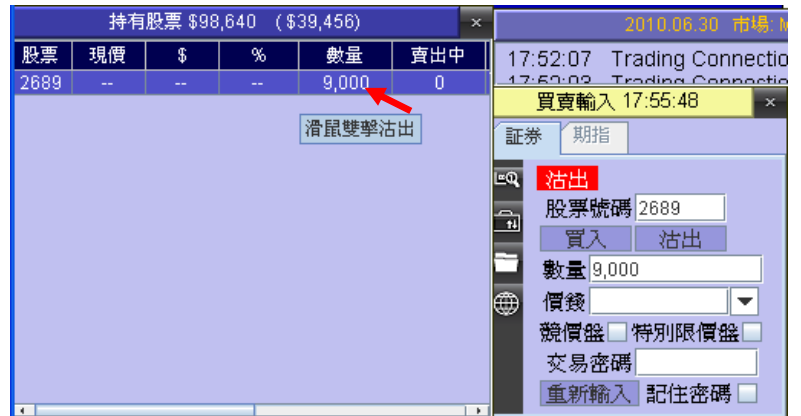 持有股票 $98,640 ($39,456)
股票 現價 $ % 數量 賣出中
2689 -- -- -- 9,000 0
滑鼠雙擊沽出
2010.06.30 市場:
17:52:07 Trading Connectio
Trading Connectio
買賣輸入 17:55:48
証券 期指
沽出
股票號碼 2689
買入 沽出
數量 9,000
價錢
競價盤 特別限價盤
交易密碼
重新輸入 記住密碼